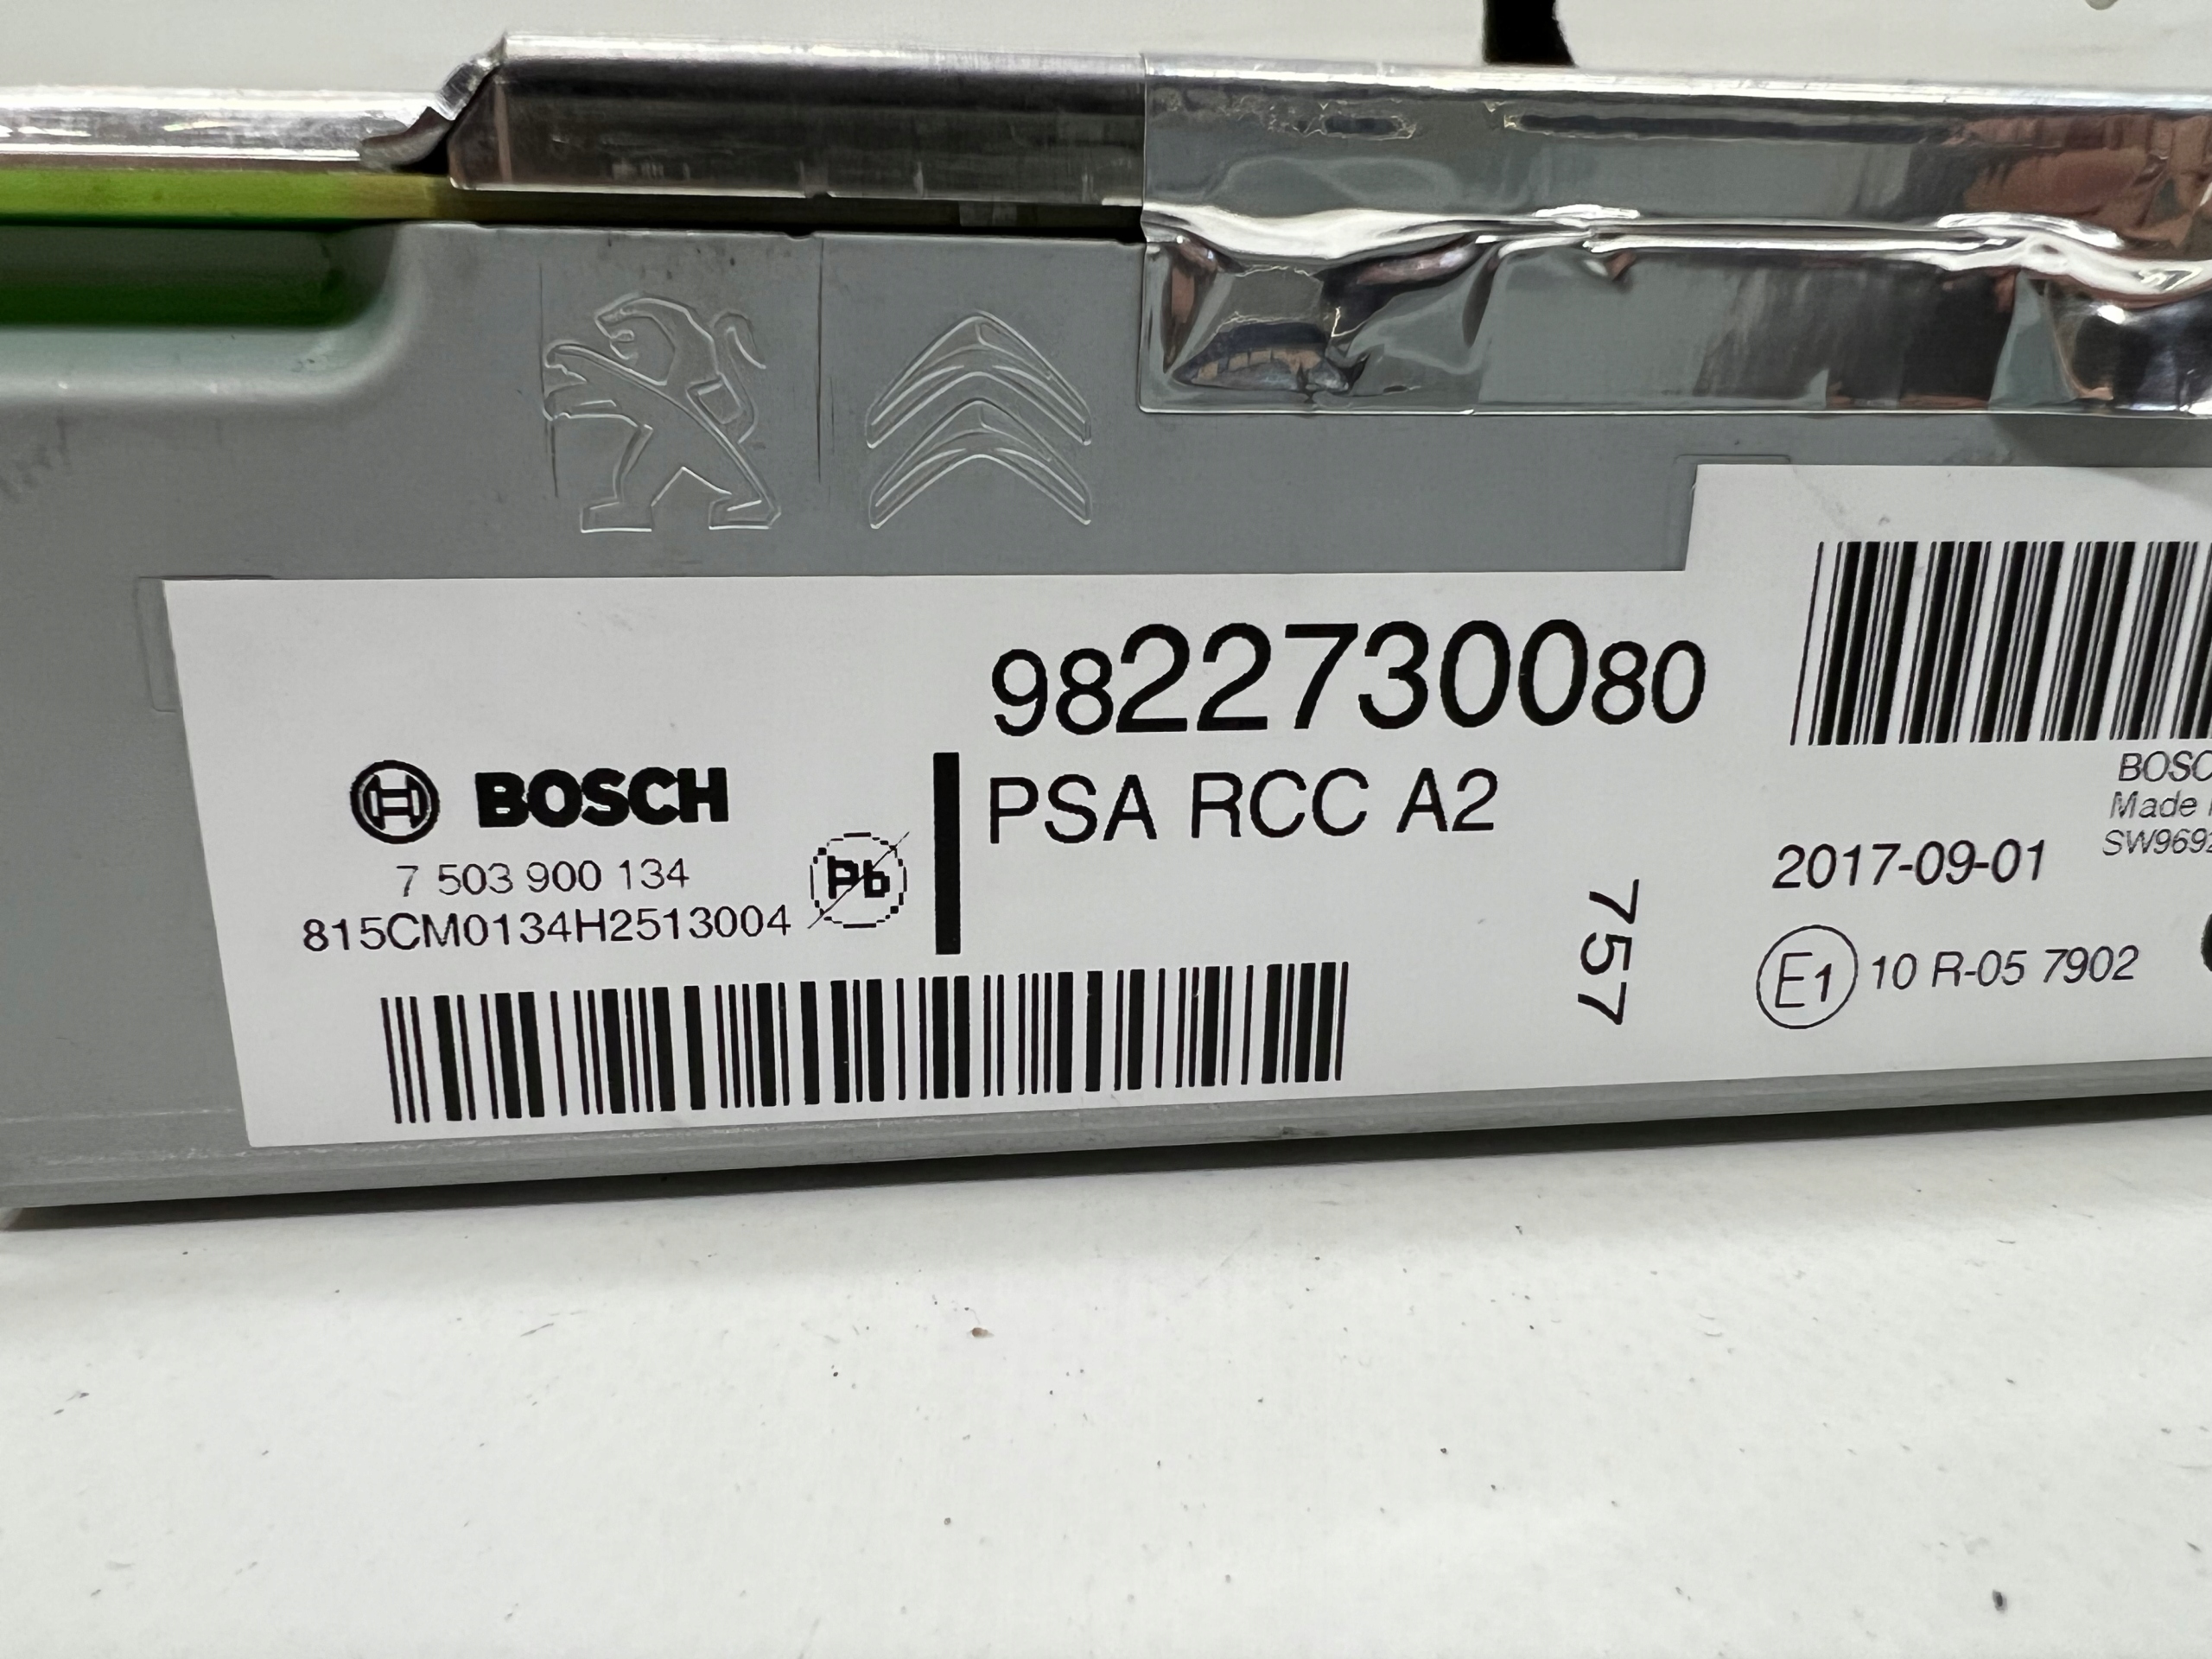 9822730080
BOSCH
PSA RCC A2
7 503 900 134
Pb
815CM0134H2513004
757
BOSC
Made
SW969
2017-09-01
E1 10 R-05 7902